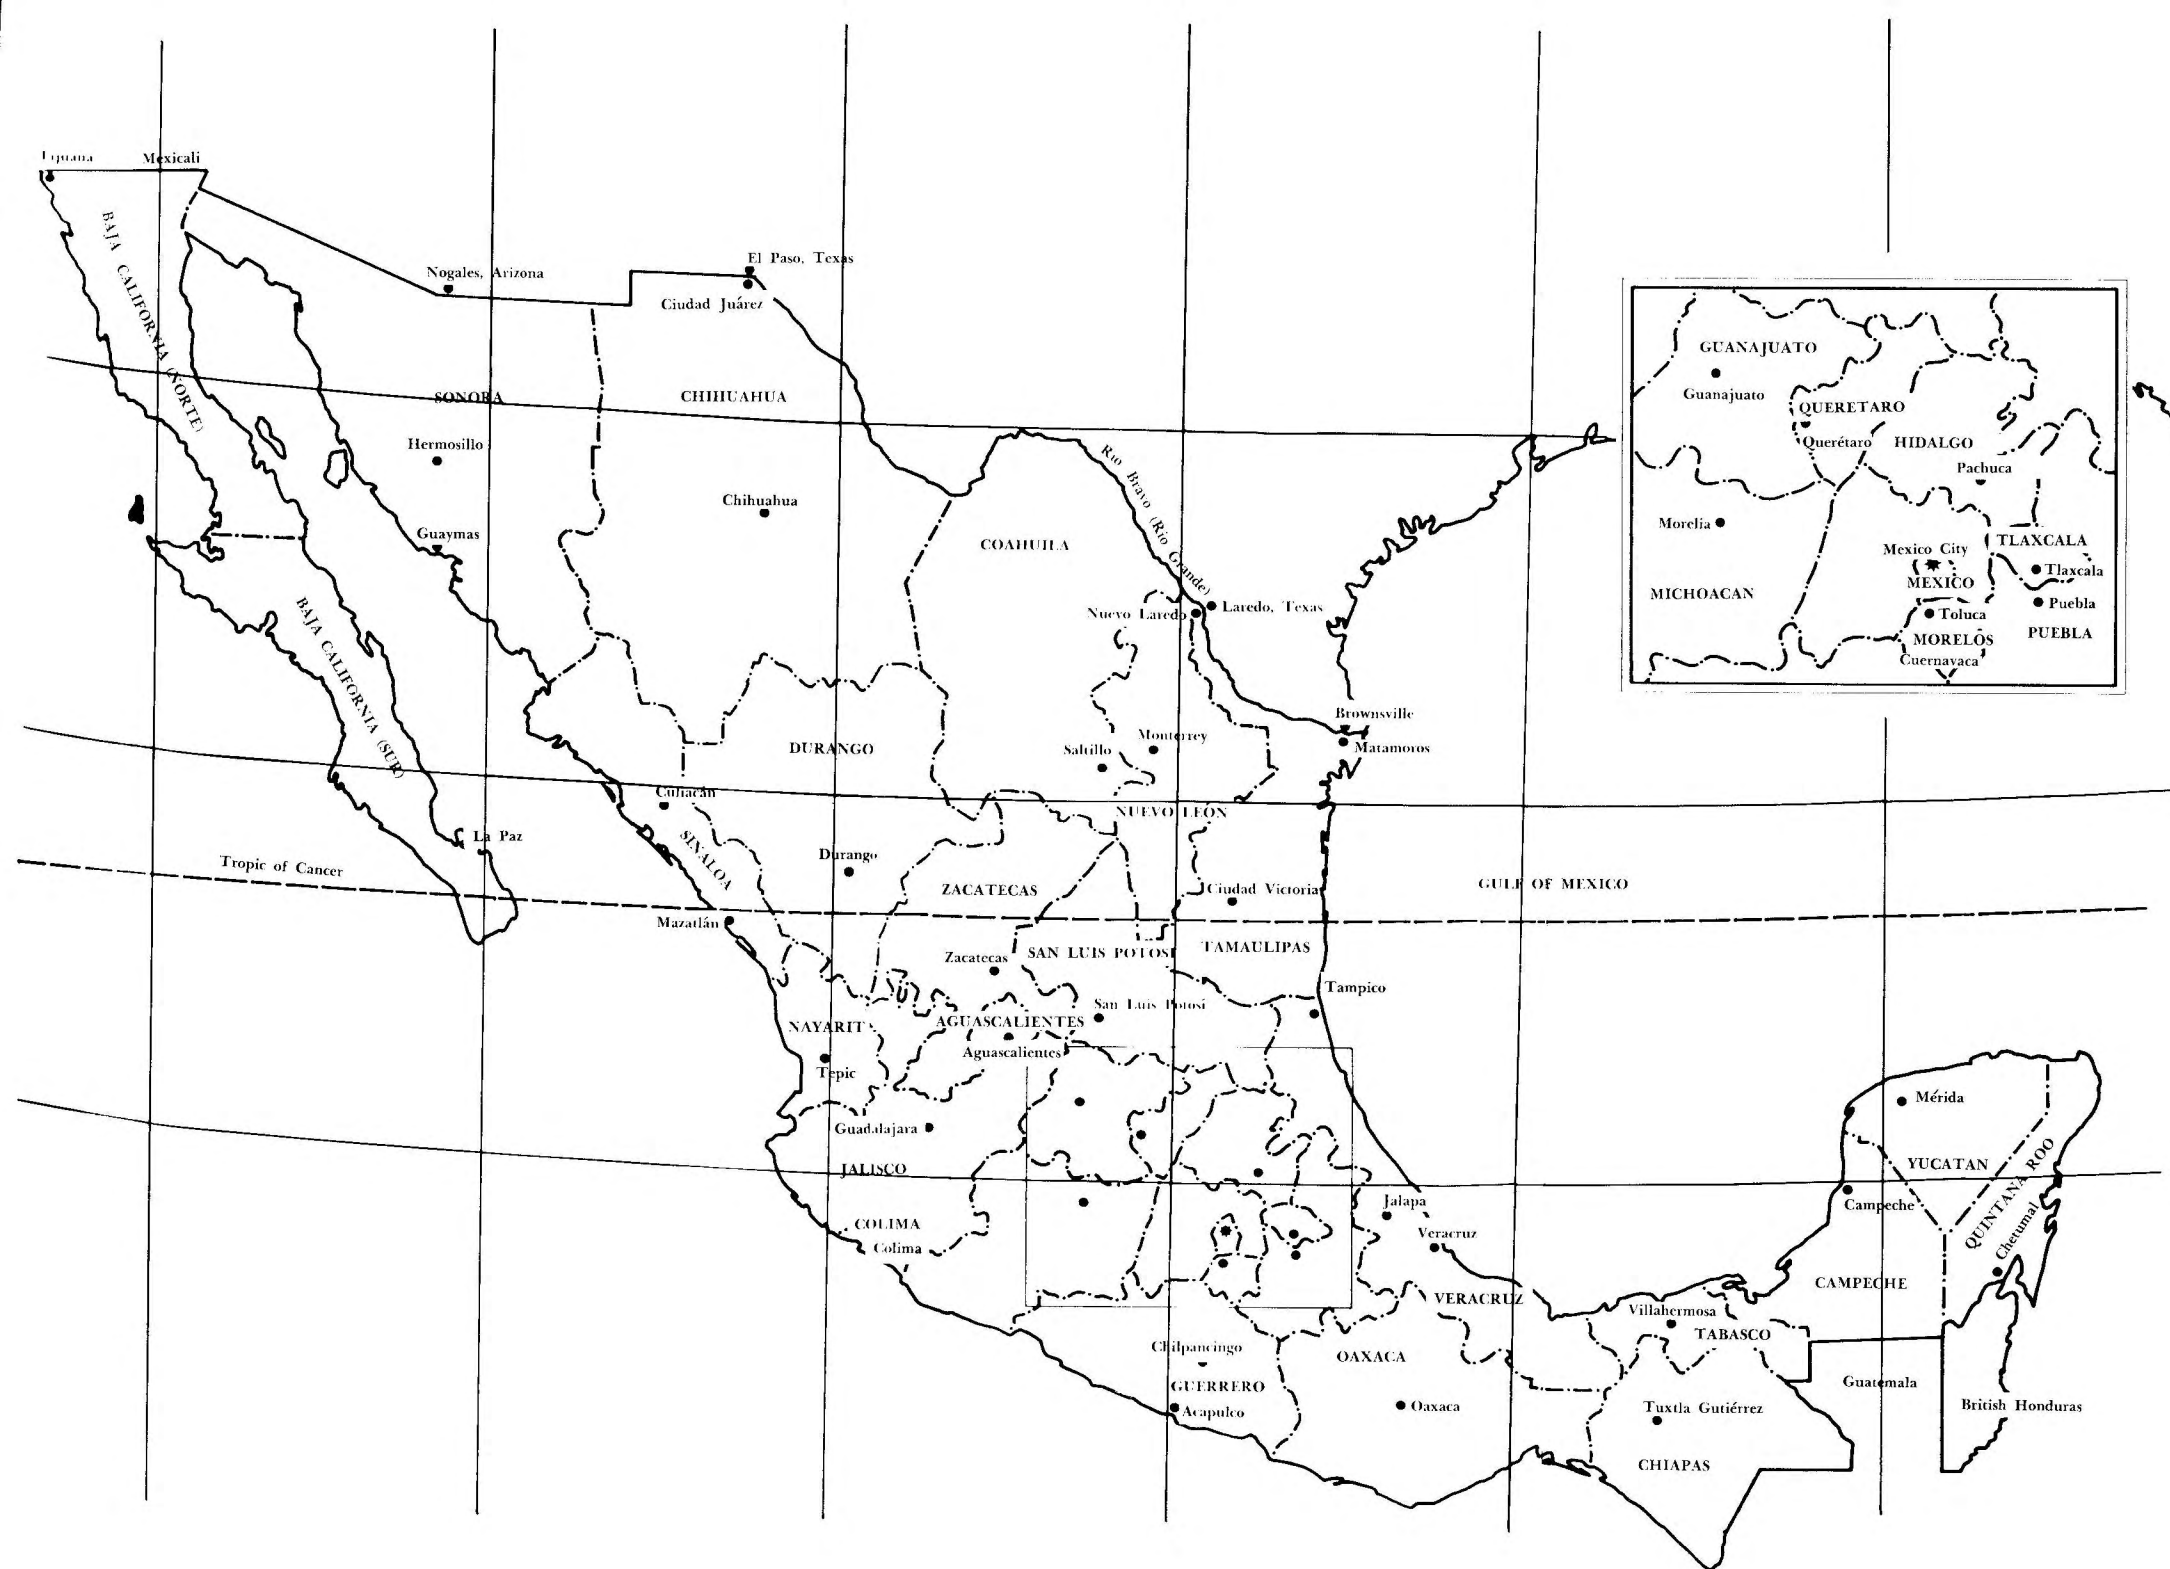 Tijuana
Mexicali
BAJA CALIFORNIA (NORTE)
Nogales, Arizona
El Paso, Texas
Ciudad Juárez
SONORA
CHIHUAHUA
Hermosillo
Chihuahua
Guaymas
COAHUILA
Rio Bravo (Rio Grande)
Nuevo Laredo
Laredo, Texas
BAJA CALIFORNIA (SUR)
Brownsville
Matamoros
Monterrey
Saltillo
DURANGO
Culiacán
NUEVO LEON
SINALOA
La Paz
Durango
Tropic of Cancer
ZACATECAS
Ciudad Victoria
GULF OF MEXICO
Mazatlán
Zacatecas
SAN LUIS POTOSI
TAMAULIPAS
Tampico
San Luis Potosi
NAYARIT
AGUASCALIENTES
Aguascalientes
Tepic
Guadalajara
JALISCO
COLIMA
Colima
Jalapa
Veracruz
VERACRUZ
Chilpancingo
GUERRERO
Acapulco
OAXACA
Oaxaca
Villahermosa
TABASCO
Tuxtla Gutiérrez
CHIAPAS
Mérida
YUCATAN
QUINTANA ROO
Chetumal
Campeche
CAMPECHE
Guatemala
British Honduras
GUANAJUATO
Guanajuato
QUERETARO
Querétaro
HIDALGO
Pachuca
Morelia
MICHOACAN
Mexico City
MEXICO
TLAXCALA
Tlaxcala
Toluca
Puebla
PUEBLA
MORELOS
Cuernavaca